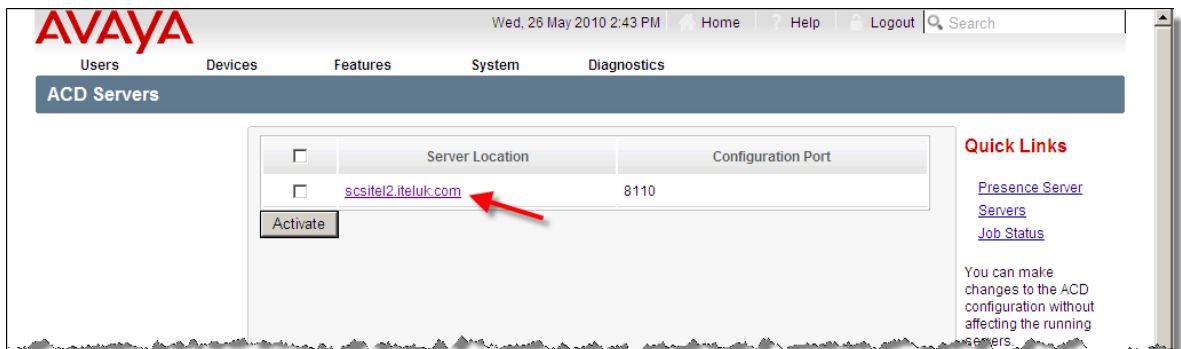 AVAYA
Wed, 26 May 2010 2:43 PM Home ? Help Logout Search
Users Devices Features System Diagnostics
ACD Servers
Server Location Configuration Port
scsitel2.iteluk.com 8110
Activate
Quick Links
Presence Server
Servers
Job Status
You can make
changes to the ACD
configuration without
affecting the running
servers.